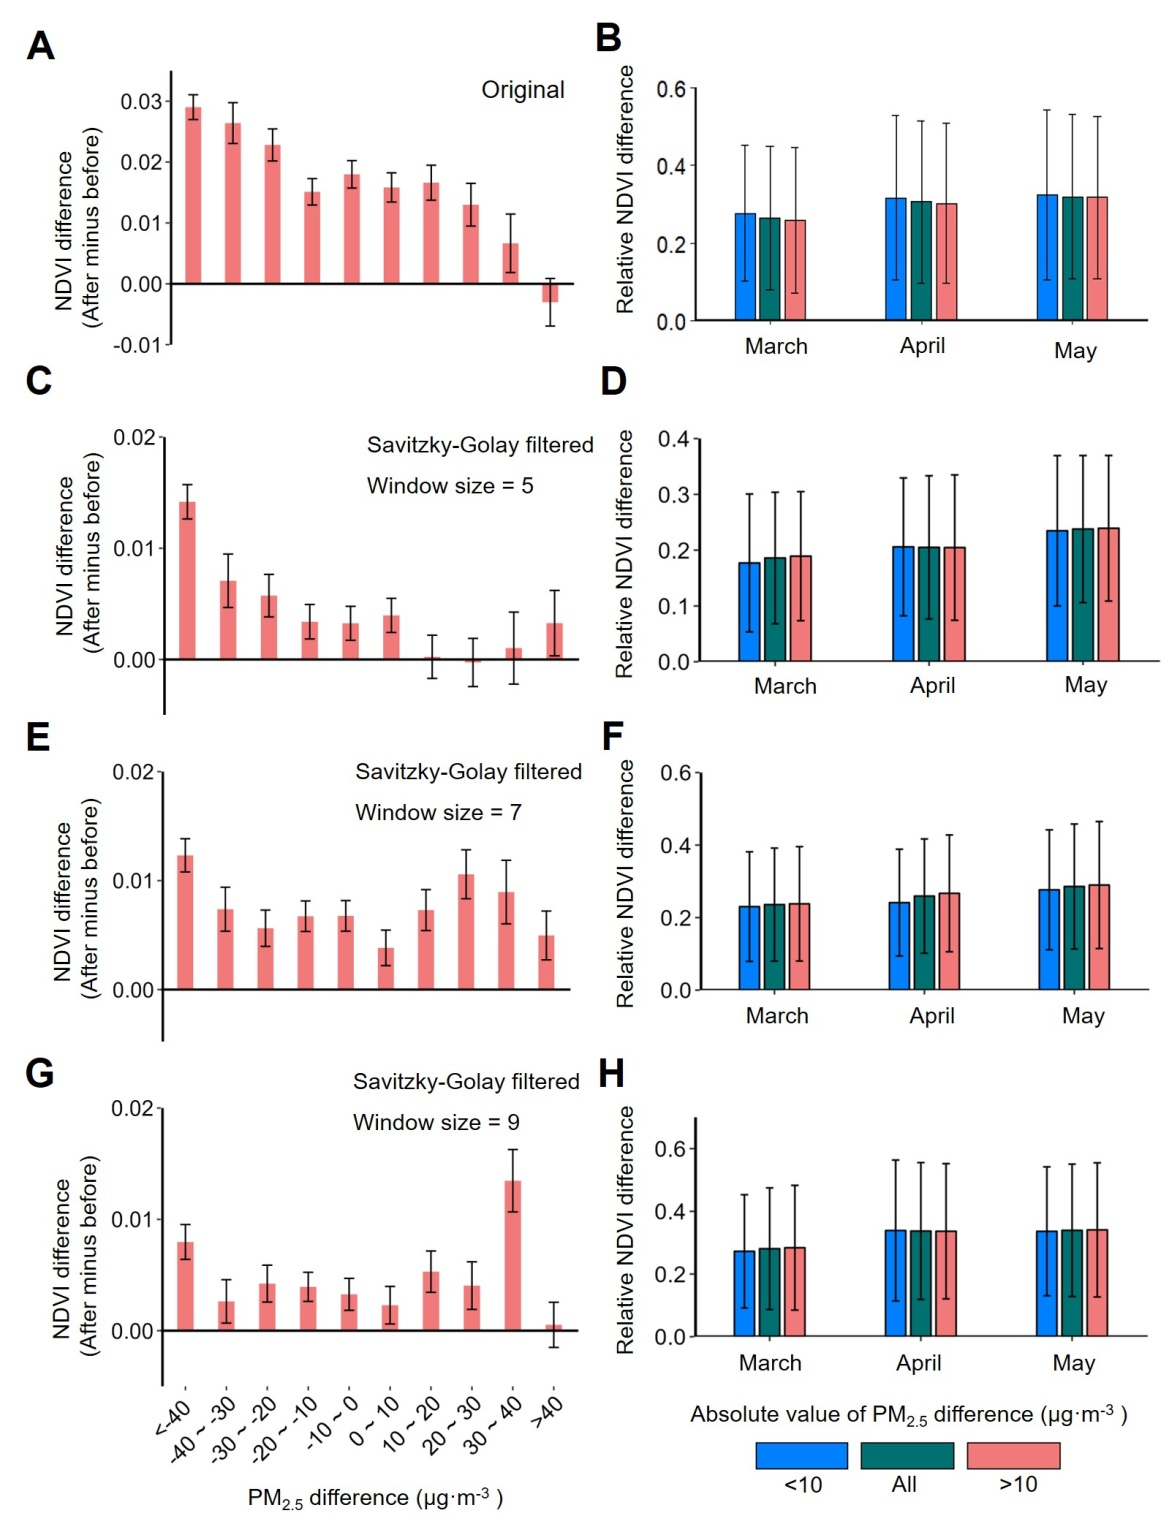 A
Original
NDVI difference
(After minus before)
0.03
0.02
0.01
0.00
-0.01
B
Relative NDVI difference
0.6
0.4
0.2
0.0
March April May
C
Savitzky-Golay filtered
Window size = 5
NDVI difference
(After minus before)
0.02
0.01
0.00
D
Relative NDVI difference
0.4
0.3
0.2
0.1
0.0
March April May
E
Savitzky-Golay filtered
Window size = 7
NDVI difference
(After minus before)
0.02
0.01
0.00
F
Relative NDVI difference
0.6
0.4
0.2
0.0
March April May
G
Savitzky-Golay filtered
Window size = 9
NDVI difference
(After minus before)
0.02
0.01
0.00
<-40 -40 ~ -30 -30 ~ -20 -20 ~ -10 -10 ~ 0 0 ~ 10 10 ~ 20 20 ~ 30 30 ~ 40 >40
PM2.5 difference (μg·m-3 )
H
Relative NDVI difference
0.6
0.4
0.2
0.0
March April May
Absolute value of PM2.5 difference (μg·m-3 )
<10 All >10